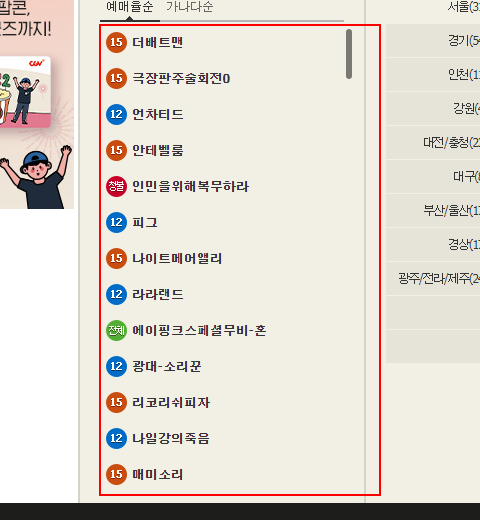 팝콘,
굿즈까지!
CGV
예매율순 가나다순
15 더배트맨
15 극장판주술회전0
12 언차티드
15 안테벨룸
청불 인민을위해복무하라
12 피그
15 나이트메어앨리
12 라라랜드
전체 에이핑크스페셜무비-혼
12 광대-소리꾼
15 리코리쉬피자
12 나일강의죽음
15 매미소리
서울(3
경기(5
인천(1
강원(4
대전/충청(2
대구(
부산/울산(1
경상(1
광주/전라/제주(2